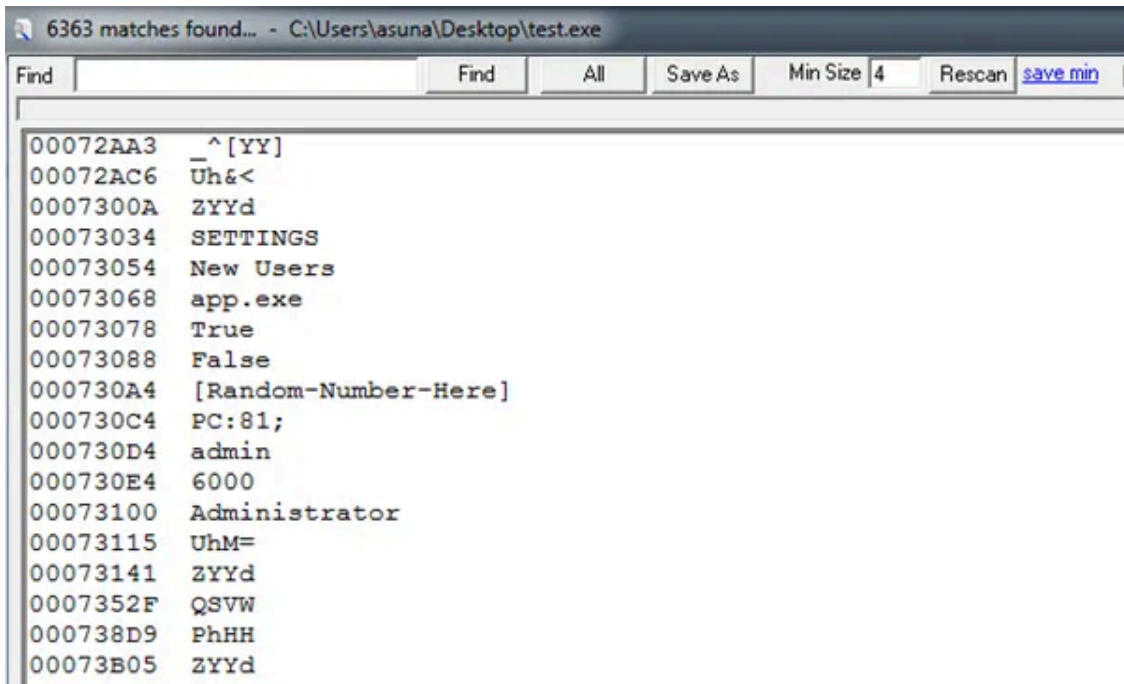 6363 matches found... - C:\Users\asuna\Desktop\test.exe
Find Find All Save As Min Size 4 Rescan save min
00072AA3 _^[YY]
00072AC6 Uh&<
0007300A ZYYd
00073034 SETTINGS
00073054 New Users
00073068 app.exe
00073078 True
00073088 False
000730A4 [Random-Number-Here]
000730C4 PC:81;
000730D4 admin
000730E4 6000
00073100 Administrator
00073115 UhM=
00073141 ZYYd
0007352F QSVW
000738D9 PhHH
00073B05 ZYYd